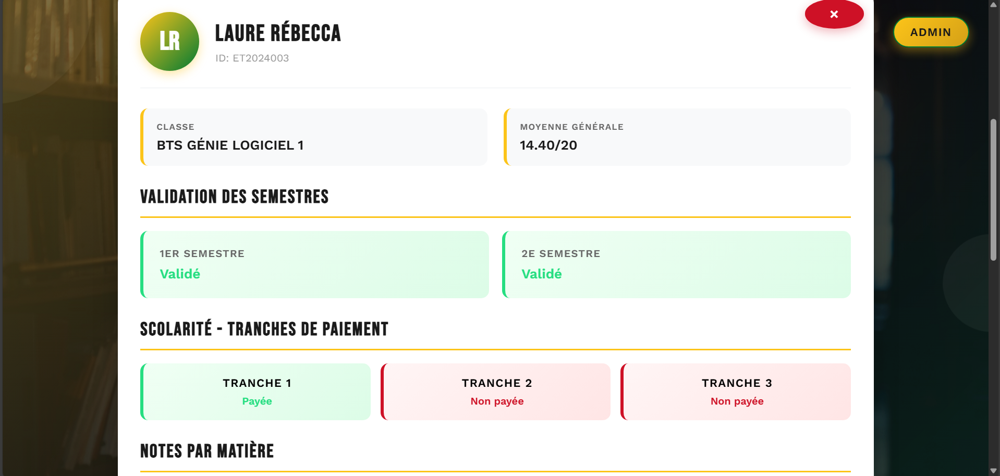 LR
LAURE RÉBECCA
ID: ET2024003
×
ADMIN
CLASSE
BTS GÉNIE LOGICIEL 1
MOYENNE GÉNÉRALE
14.40/20
VALIDATION DES SEMESTRES
1ER SEMESTRE
Validé
2E SEMESTRE
Validé
SCOLARITÉ - TRANCHES DE PAIEMENT
TRANCHE 1
Payée
TRANCHE 2
Non payée
TRANCHE 3
Non payée
NOTES PAR MATIÈRE